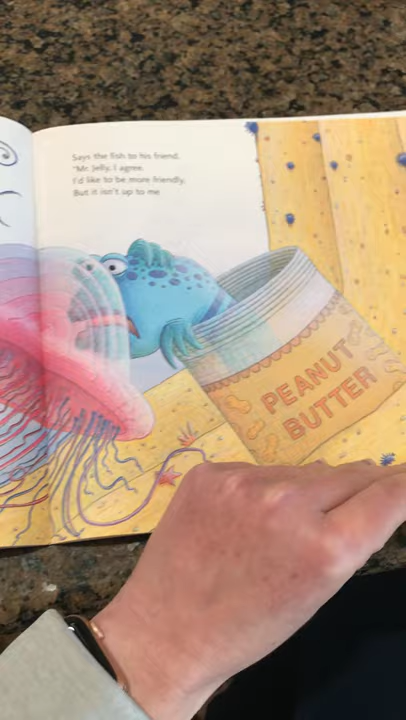 Says the fish to his friend,
"Mr. Jelly, I agree.
I'd like to be more friendly,
But it isn't up to me
PEANUT
BUTTER